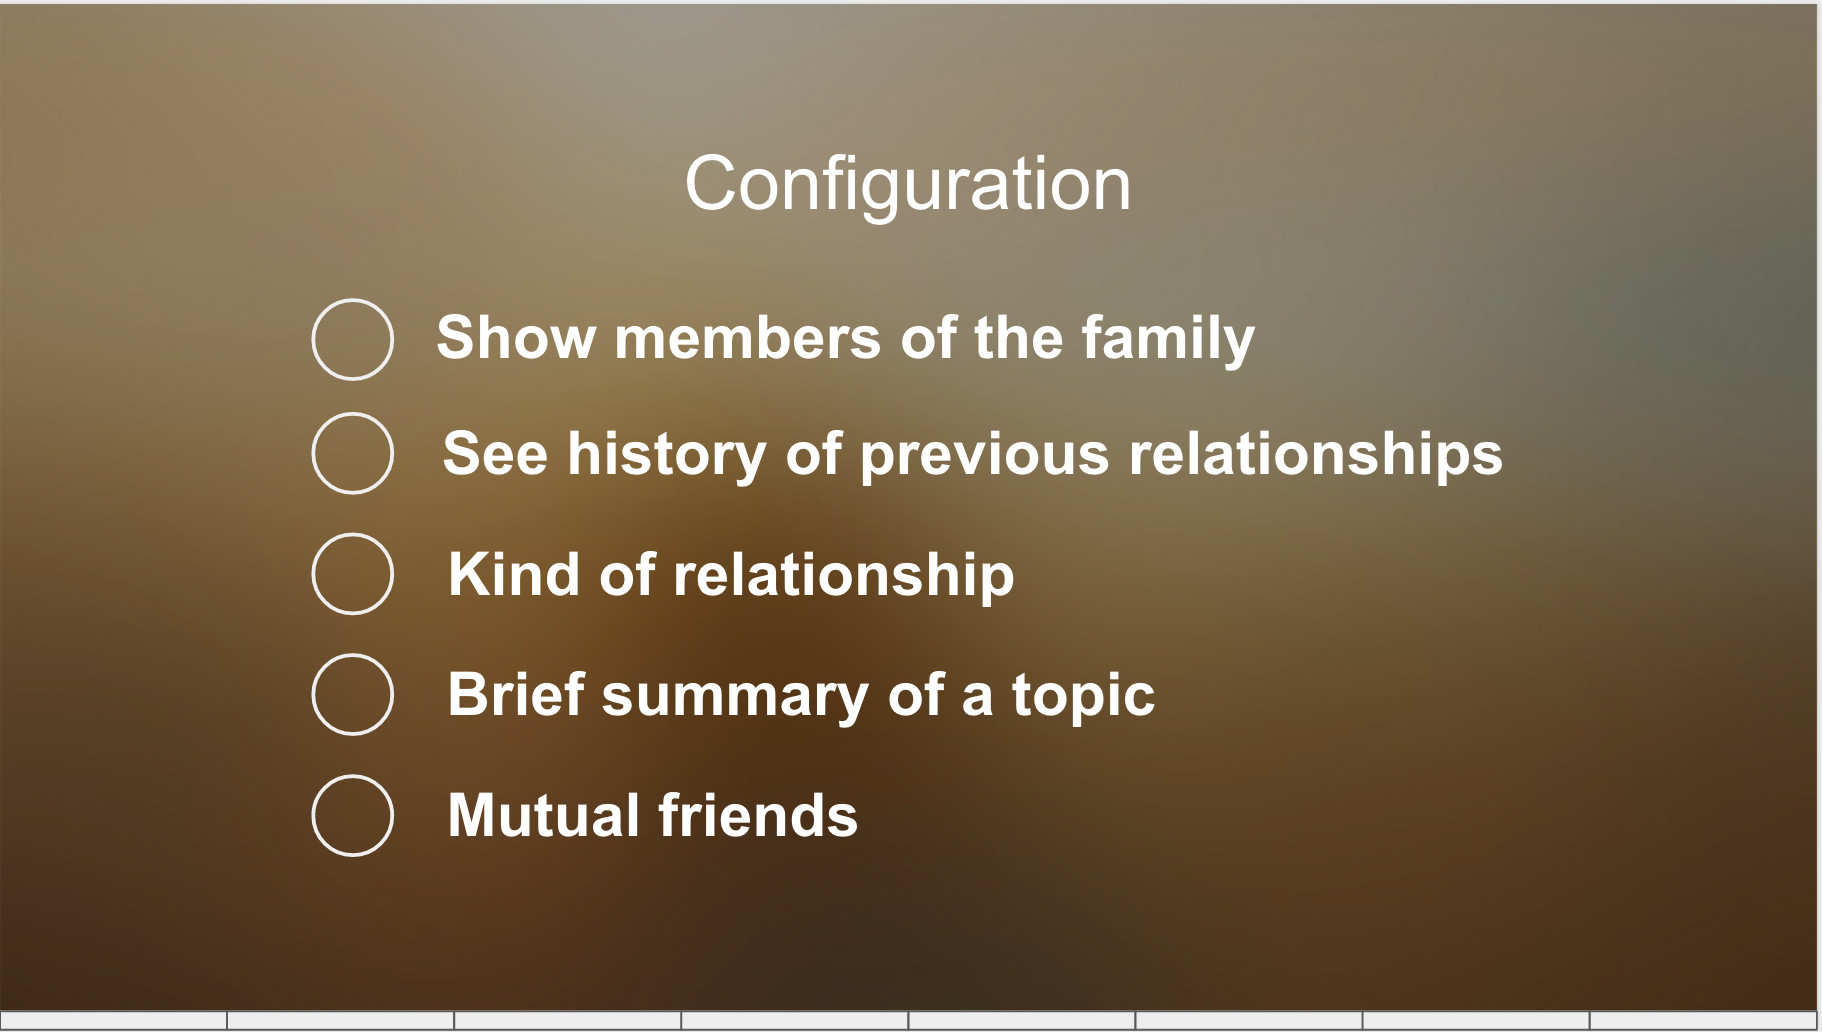 Configuration
Show members of the family
See history of previous relationships
Kind of relationship
Brief summary of a topic
Mutual friends